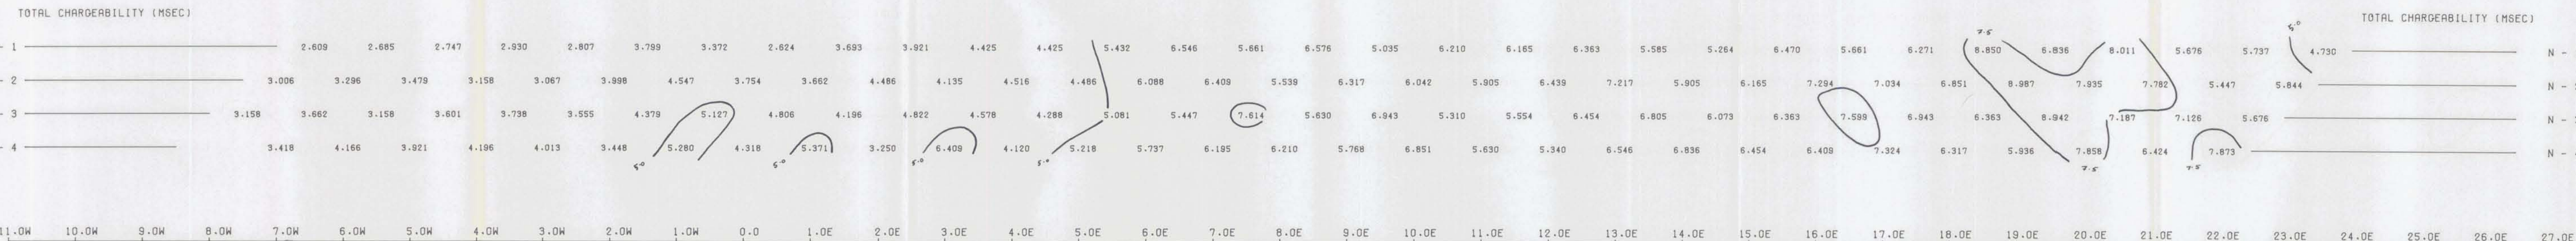 TOTAL CHARGEABILITY (MSEC) TOTAL CHARGEABILITY (MSEC)
5.0
7.5
- 1 2.609 2.685 2.747 2.930 2.807 3.799 3.372 2.624 3.693 3.921 4.425 4.425 5.432 6.546 5.661 6.576 5.035 6.210 6.165 6.363 5.585 5.264 6.470 5.661 6.271 8.850 6.836 8.011 5.676 5.737 4.730 N -
- 2 3.006 3.296 3.479 3.158 3.067 3.998 4.547 3.754 3.662 4.486 4.135 4.516 4.486 6.088 6.409 5.539 6.317 6.042 5.905 6.439 7.217 5.905 6.165 7.294 7.034 6.851 8.987 7.935 7.782 5.447 5.844 N -
- 3 3.158 3.662 3.158 3.601 3.738 3.555 4.379 5.127 4.806 4.196 4.822 4.578 4.288 5.081 5.447 7.614 5.630 6.943 5.310 5.554 6.454 6.805 6.073 6.363 7.599 6.943 6.363 8.942 7.187 7.126 5.676 N -
- 4 3.418 4.166 3.921 4.196 4.013 3.448 5.280 4.318 5.371 3.250 6.409 4.120 5.218 5.737 6.195 6.210 5.768 6.851 5.630 5.340 6.546 6.836 6.454 6.409 7.324 6.317 5.936 7.858 6.424 7.873 N -
5.0 5.0 5.0 5.0 7.5 7.5
11.0W 10.0W 9.0W 8.0W 7.0W 6.0W 5.0W 4.0W 3.0W 2.0W 1.0W 0.0 1.0E 2.0E 3.0E 4.0E 5.0E 6.0E 7.0E 8.0E 9.0E 10.0E 11.0E 12.0E 13.0E 14.0E 15.0E 16.0E 17.0E 18.0E 19.0E 20.0E 21.0E 22.0E 23.0E 24.0E 25.0E 26.0E 27.0E